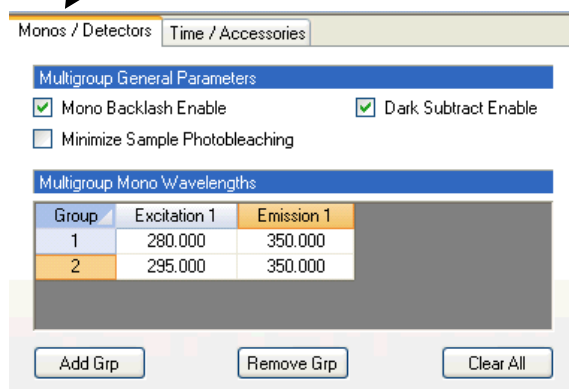 Monos / Detectors Time / Accessories
Multigroup General Parameters
Mono Backlash Enable Dark Subtract Enable
Minimize Sample Photobleaching
Multigroup Mono Wavelengths
Group Excitation 1 Emission 1
1 280.000 350.000
2 295.000 350.000
Add Grp Remove Grp Clear All